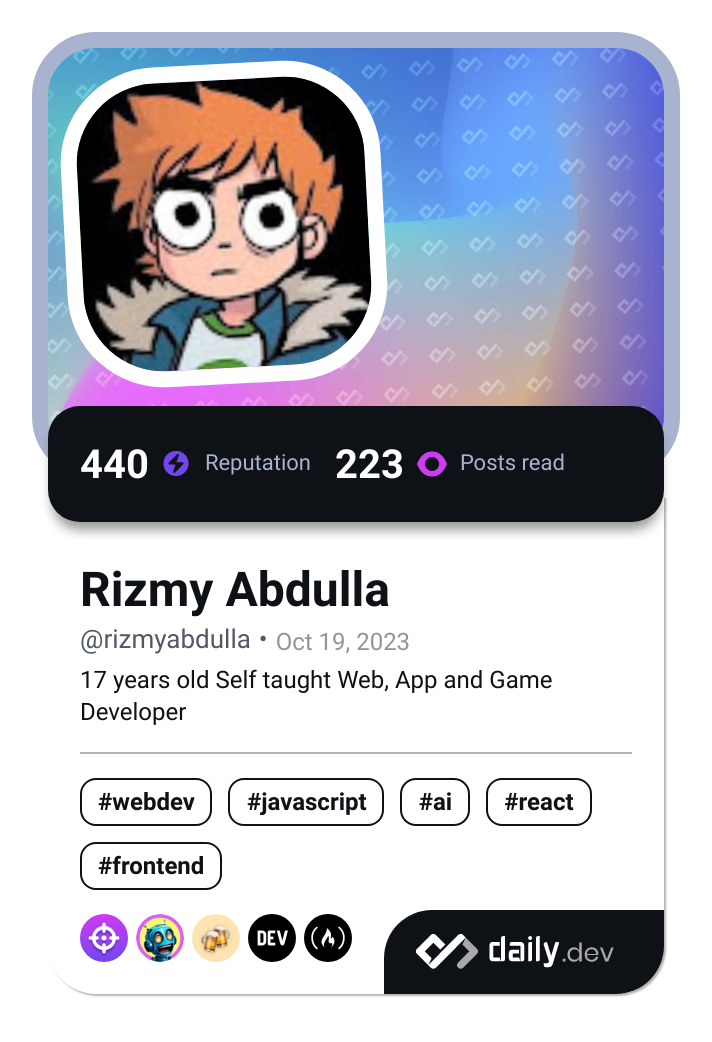 440 Reputation 223 Posts read
Rizmy Abdulla
@rizmyabdulla • Oct 19, 2023
17 years old Self taught Web, App and Game
Developer
#webdev #javascript #ai #react
#frontend
DEV
daily.dev